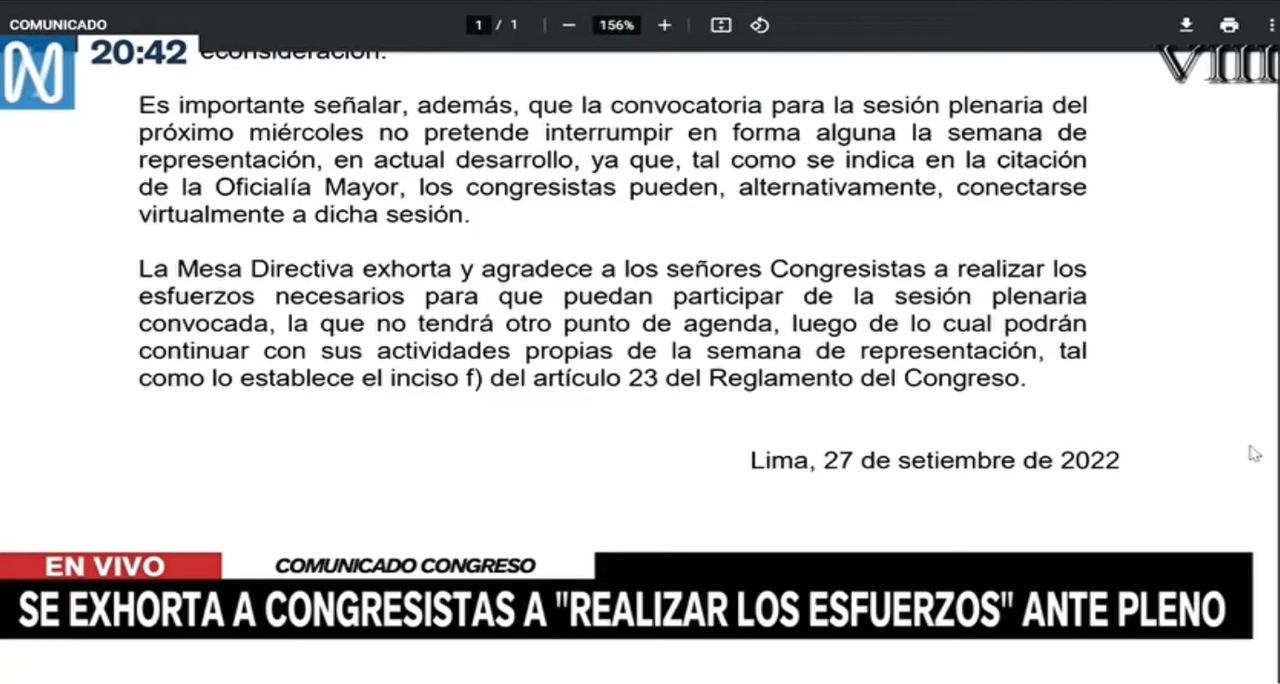 COMUNICADO
1 / 1
156%
20:42
econsideración.
VIII
Es importante señalar, además, que la convocatoria para la sesión plenaria del
próximo miércoles no pretende interrumpir en forma alguna la semana de
representación, en actual desarrollo, ya que, tal como se indica en la citación
de la Oficialía Mayor, los congresistas pueden, alternativamente, conectarse
virtualmente a dicha sesión.
La Mesa Directiva exhorta y agradece a los señores Congresistas a realizar los
esfuerzos necesarios para que puedan participar de la sesión plenaria
convocada, la que no tendrá otro punto de agenda, luego de lo cual podrán
continuar con sus actividades propias de la semana de representación, tal
como lo establece el inciso f) del artículo 23 del Reglamento del Congreso.
Lima, 27 de setiembre de 2022
EN VIVO
COMUNICADO CONGRESO
SE EXHORTA A CONGRESISTAS A "REALIZAR LOS ESFUERZOS" ANTE PLENO